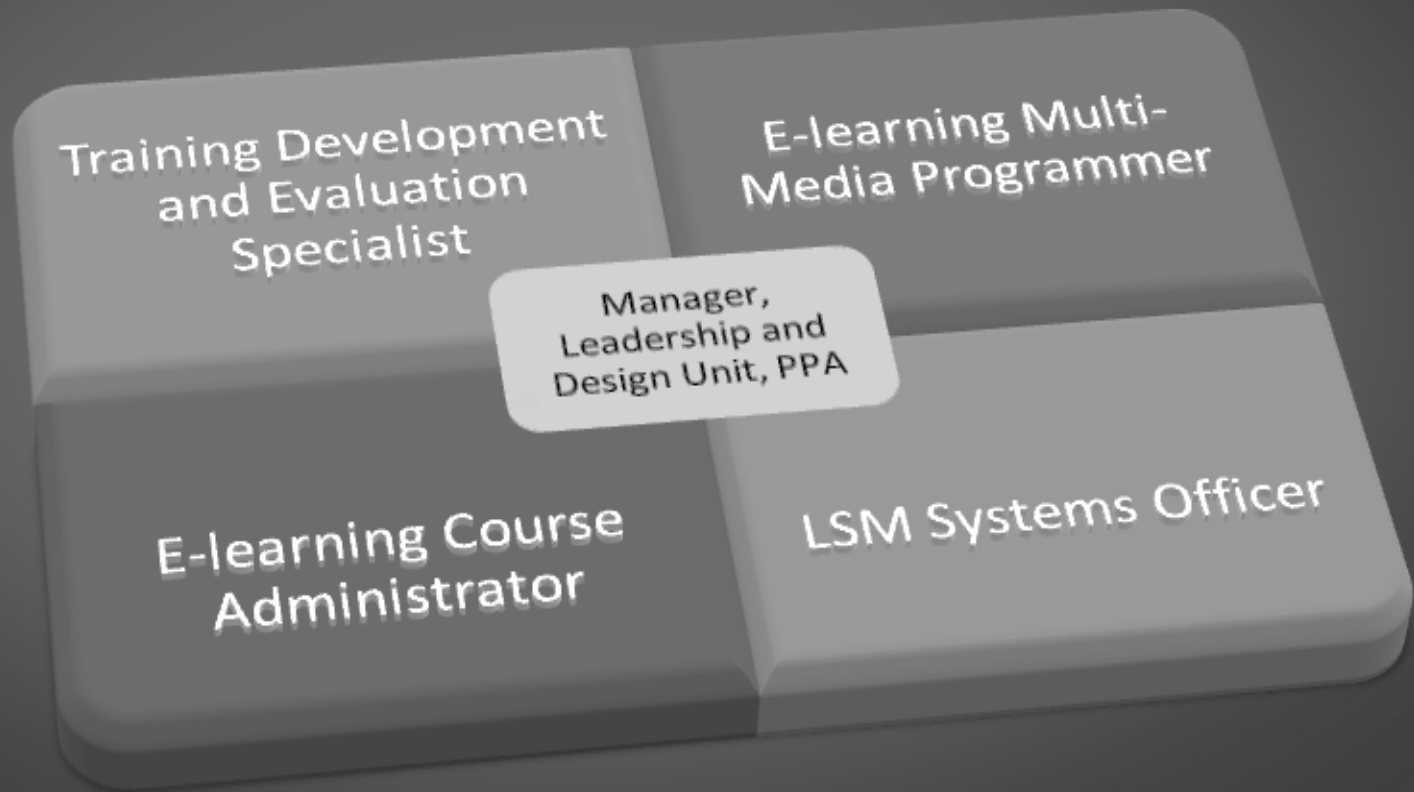 Training Development
and Evaluation
Specialist
E-learning Multi-
Media Programmer
Manager,
Leadership and
Design Unit, PPA
E-learning Course
Administrator
LSM Systems Officer